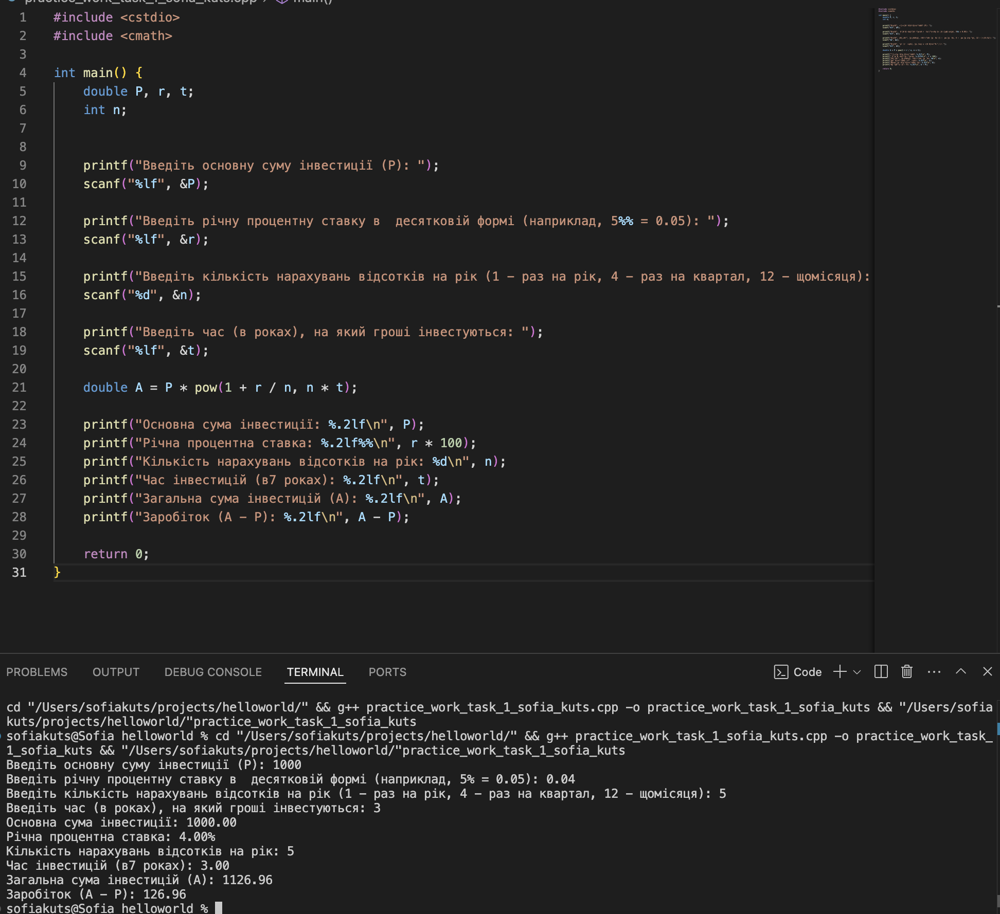 practice_work_task_1_sofia_kuts.cpp > main()
1 #include <cstdio>
2 #include <cmath>
3
4 int main() {
5     double P, r, t;
6     int n;
7
8
9     printf("Введіть основну суму інвестиції (P): ");
10     scanf("%lf", &P);
11
12     printf("Введіть річну процентну ставку в  десятковій формі (наприклад, 5%% = 0.05): ");
13     scanf("%lf", &r);
14
15     printf("Введіть кількість нарахувань відсотків на рік (1 – раз на рік, 4 – раз на квартал, 12 – щомісяця):
16     scanf("%d", &n);
17
18     printf("Введіть час (в роках), на який гроші інвестуються: ");
19     scanf("%lf", &t);
20
21     double A = P * pow(1 + r / n, n * t);
22
23     printf("Основна сума інвестиції: %.2lf\n", P);
24     printf("Річна процентна ставка: %.2lf%%\n", r * 100);
25     printf("Кількість нарахувань відсотків на рік: %d\n", n);
26     printf("Час інвестицій (в7 роках): %.2lf\n", t);
27     printf("Загальна сума інвестицій (A): %.2lf\n", A);
28     printf("Заробіток (A – P): %.2lf\n", A - P);
29
30     return 0;
31 }
PROBLEMS OUTPUT DEBUG CONSOLE TERMINAL PORTS Code
cd "/Users/sofiakuts/projects/helloworld/" && g++ practice_work_task_1_sofia_kuts.cpp -o practice_work_task_1_sofia_kuts && "/Users/sofia
kuts/projects/helloworld/"practice_work_task_1_sofia_kuts
sofiakuts@Sofia helloworld % cd "/Users/sofiakuts/projects/helloworld/" && g++ practice_work_task_1_sofia_kuts.cpp -o practice_work_task_
1_sofia_kuts && "/Users/sofiakuts/projects/helloworld/"practice_work_task_1_sofia_kuts
Введіть основну суму інвестиції (P): 1000
Введіть річну процентну ставку в  десятковій формі (наприклад, 5% = 0.05): 0.04
Введіть кількість нарахувань відсотків на рік (1 – раз на рік, 4 – раз на квартал, 12 – щомісяця): 5
Введіть час (в роках), на який гроші інвестуються: 3
Основна сума інвестиції: 1000.00
Річна процентна ставка: 4.00%
Кількість нарахувань відсотків на рік: 5
Час інвестицій (в7 роках): 3.00
Загальна сума інвестицій (A): 1126.96
Заробіток (A – P): 126.96
sofiakuts@Sofia helloworld %